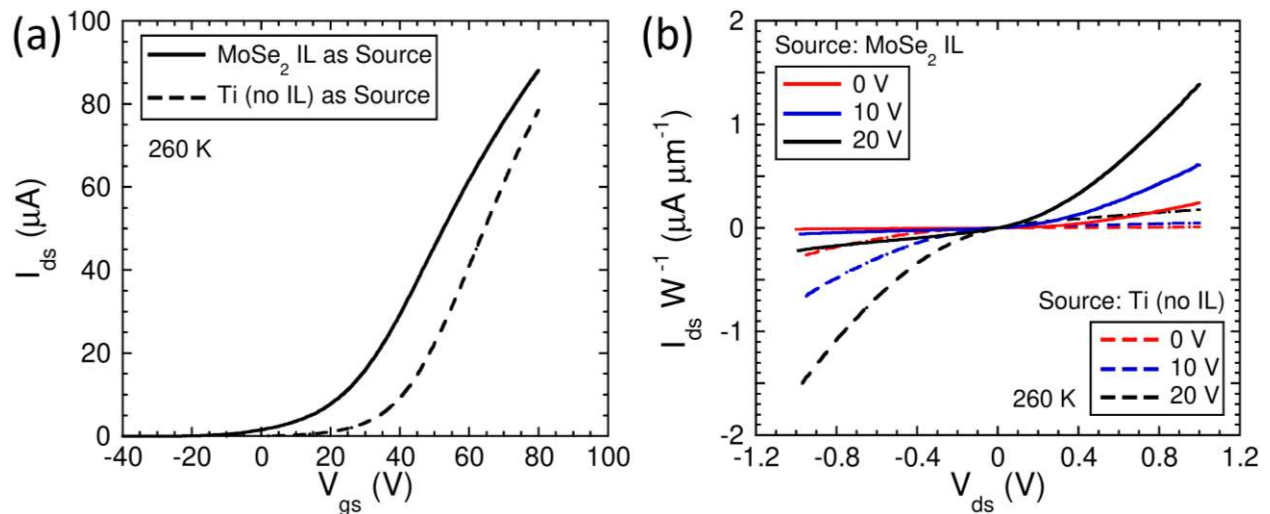 (a)
MoSe2 IL as Source
Ti (no IL) as Source
260 K
Ids (μA)
100
80
60
40
20
0
-40 -20 0 20 40 60 80 100
Vgs (V)
(b)
Source: MoSe2 IL
0 V
10 V
20 V
Source: Ti (no IL)
0 V
10 V
20 V
260 K
Ids W-1 (μA μm-1)
2
1
0
-1
-2
-1.2 -0.8 -0.4 0 0.4 0.8 1.2
Vds (V)